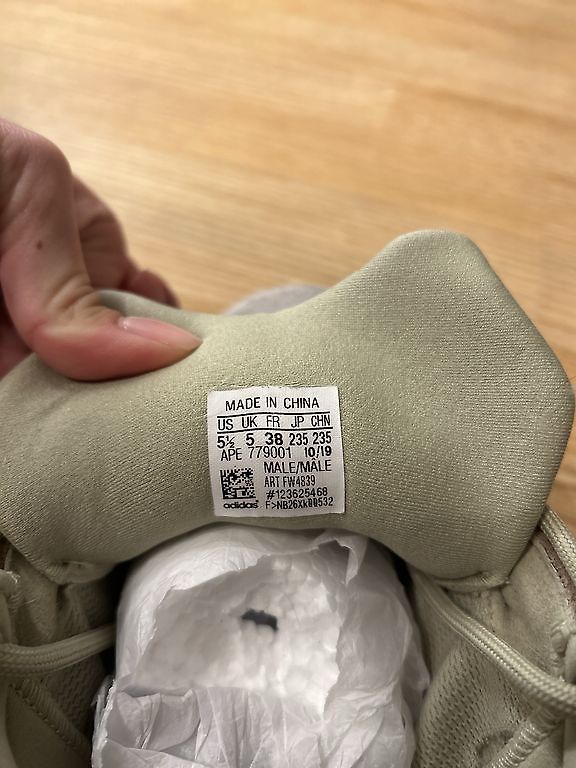 MADE IN CHINA
US UK FR JP CHN
5½ 5 38 235 235
APE 779001 10/19
MALE/MÂLE
ART FW4839
#123625468
adidas F>NB26XK00532